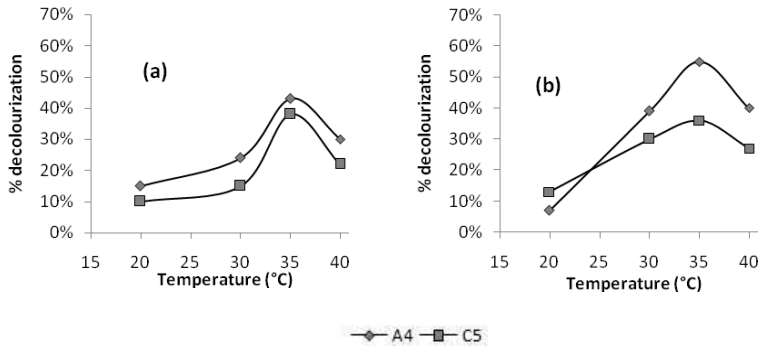 70%
60%
50%
40%
30%
20%
10%
0%
% decolourization
(a)
15 20 25 30 35 40
Temperature (°C)
70%
60%
50%
40%
30%
20%
10%
0%
% decolourization
(b)
15 20 25 30 35 40
Temperature (°C)
A4 C5